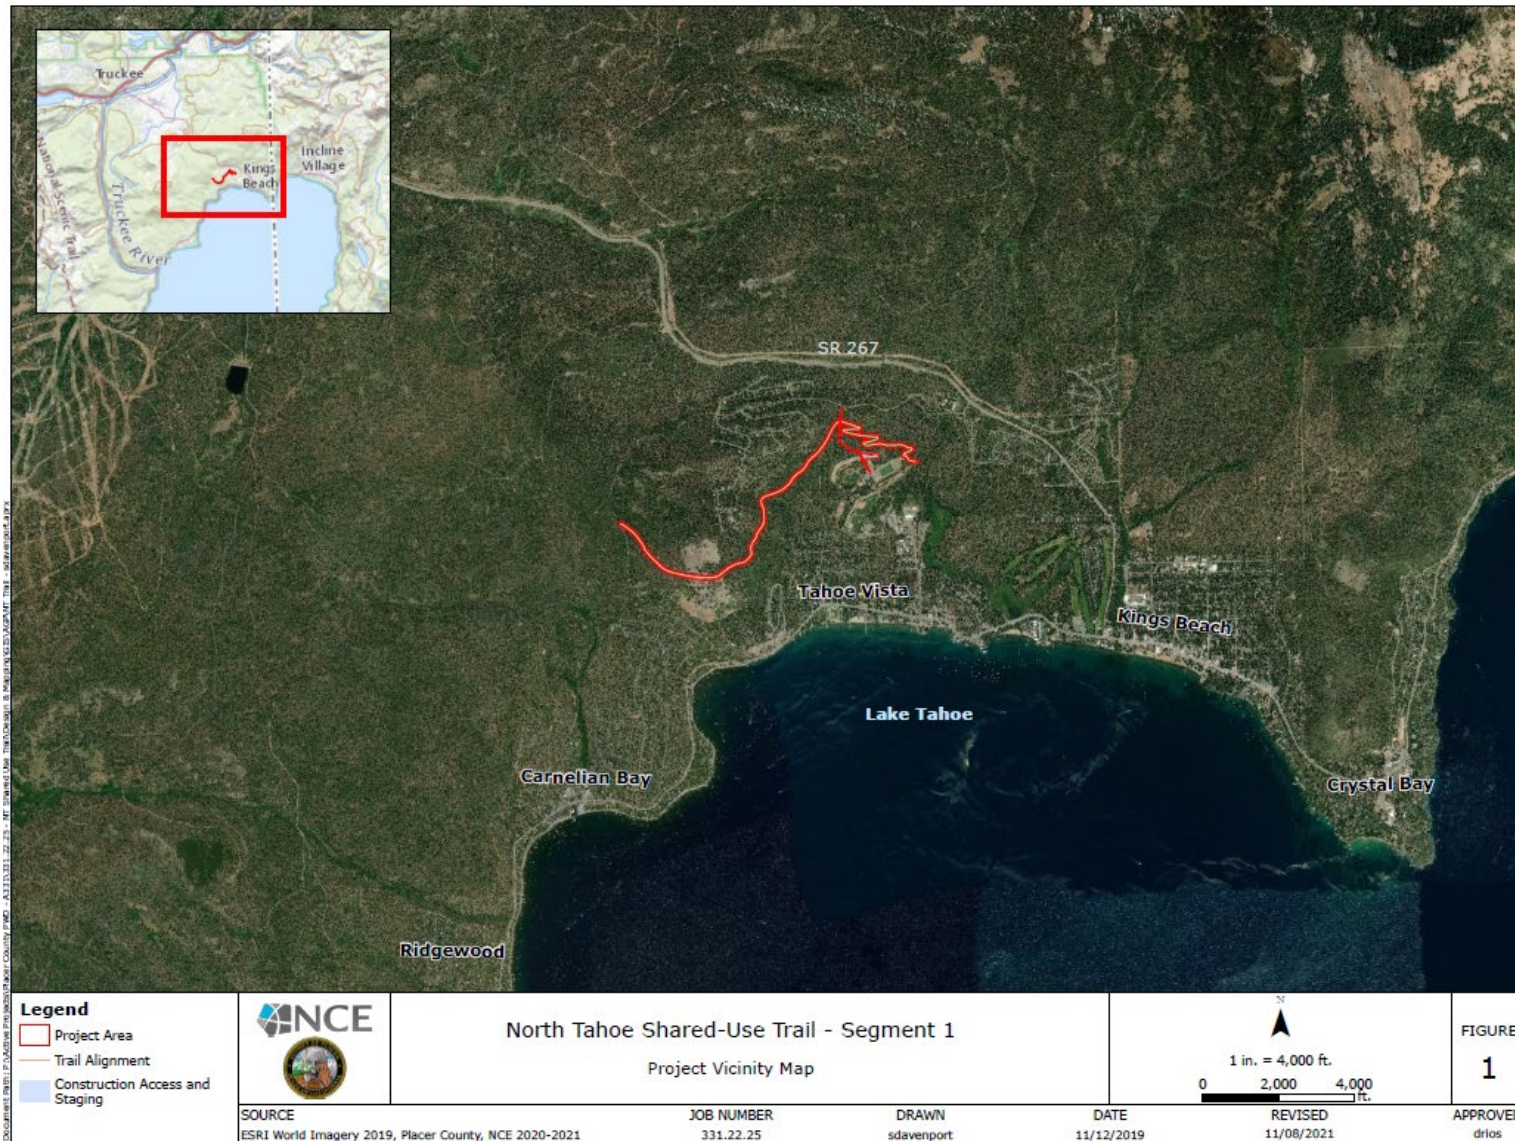 Truckee
Incline
Village
Kings
Beach
National Scenic Trail
Truckee River
SR 267
Tahoe Vista
Kings Beach
Lake Tahoe
Carnelian Bay
Crystal Bay
Ridgewood
Legend
Project Area
Trail Alignment
Construction Access and
Staging
NCE
North Tahoe Shared-Use Trail - Segment 1
Project Vicinity Map
N
1 in. = 4,000 ft.
0 2,000 4,000
ft.
FIGURE
1
SOURCE
ESRI World Imagery 2019, Placer County, NCE 2020-2021
JOB NUMBER
331.22.25
DRAWN
sdavenport
DATE
11/12/2019
REVISED
11/08/2021
APPROVED
drios